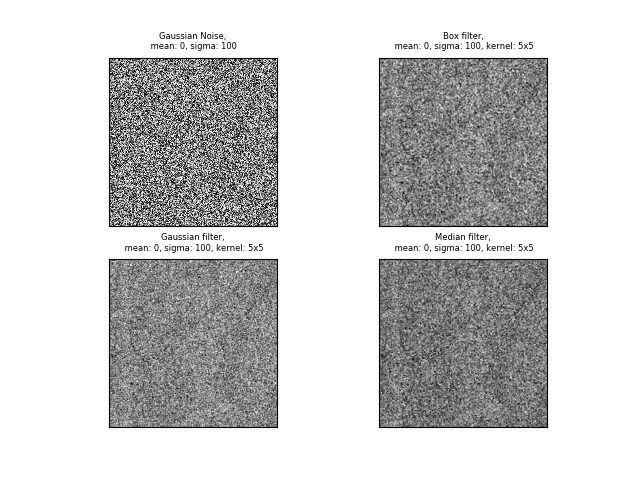 Gaussian Noise,
mean: 0, sigma: 100
Box filter,
mean: 0, sigma: 100, kernel: 5x5
Gaussian filter,
mean: 0, sigma: 100, kernel: 5x5
Median filter,
mean: 0, sigma: 100, kernel: 5x5